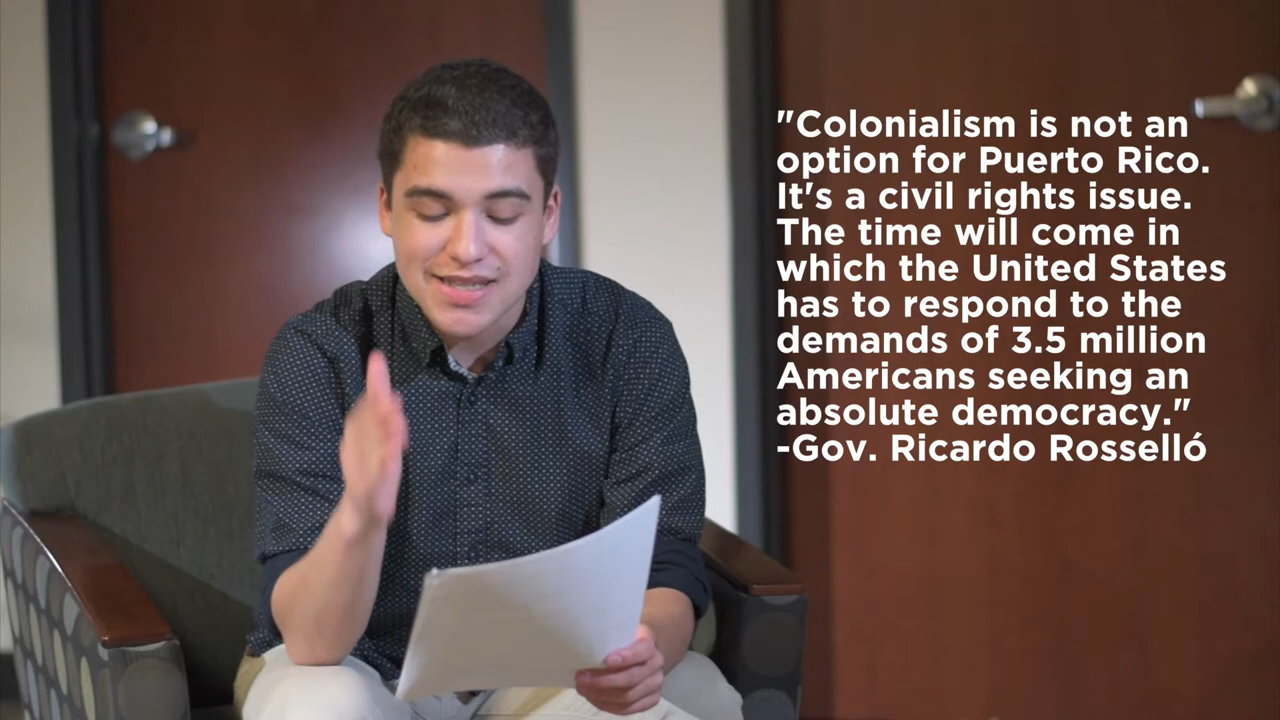 "Colonialism is not an
option for Puerto Rico.
It's a civil rights issue.
The time will come in
which the United States
has to respond to the
demands of 3.5 million
Americans seeking an
absolute democracy."
-Gov. Ricardo Rosselló